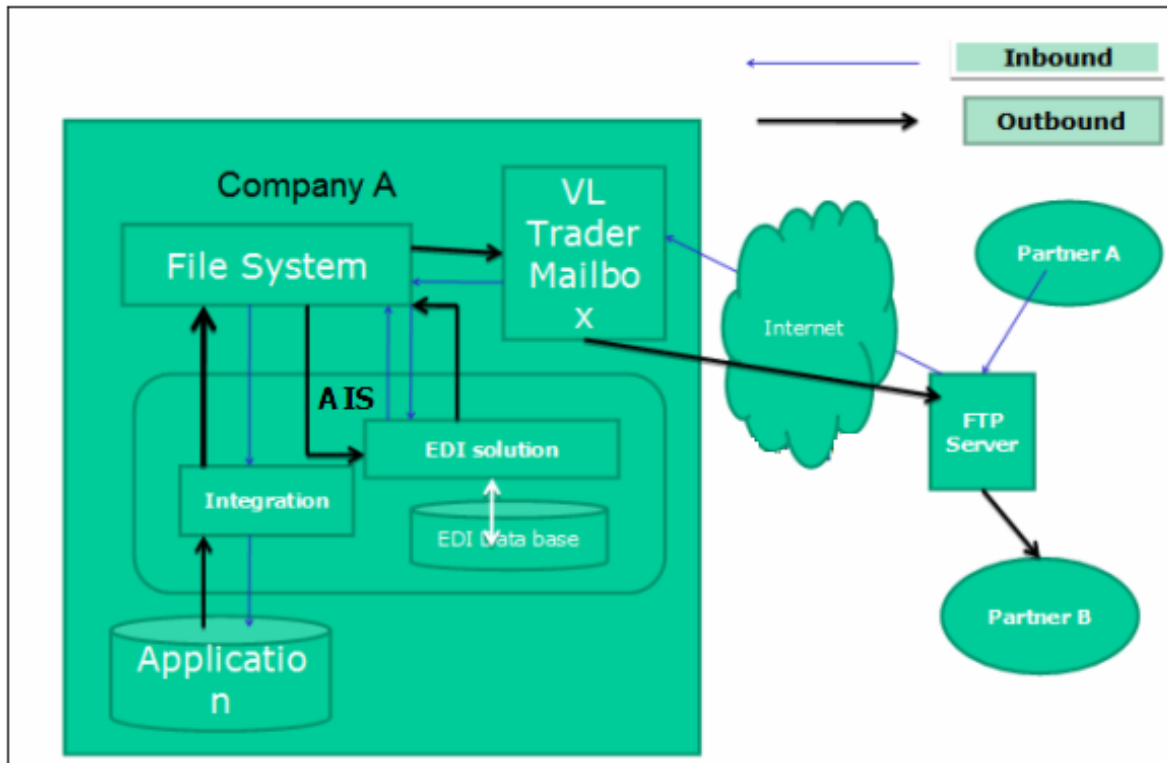 Inbound
Outbound
Company A
VL
Trader
Mailbo
x
File System
Partner A
Internet
AIS
FTP
Server
EDI solution
Integration
EDI Data base
Partner B
Applicatio
n